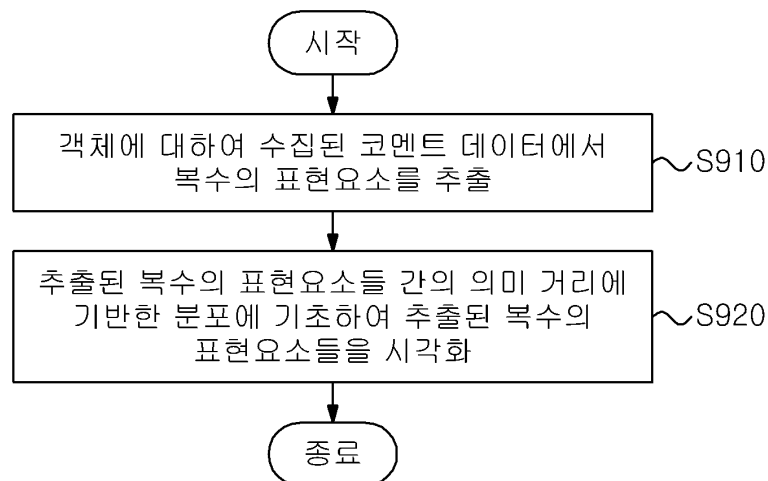 시작
객체에 대하여 수집된 코멘트 데이터에서
복수의 표현요소를 추출
S910
추출된 복수의 표현요소들 간의 의미 거리에
기반한 분포에 기초하여 추출된 복수의
표현요소들을 시각화
S920
종료